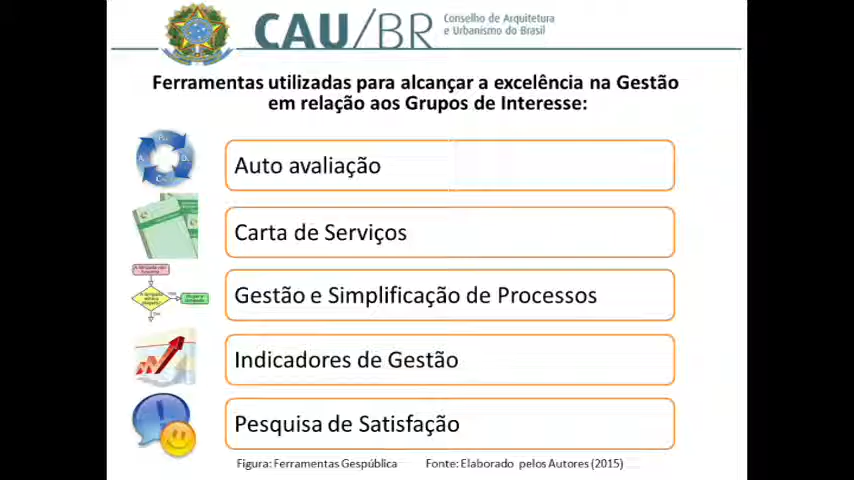 CAU/BR
Conselho de Arquitetura
e Urbanismo do Brasil
Ferramentas utilizadas para alcançar a excelência na Gestão
em relação aos Grupos de Interesse:
Auto avaliação
Carta de Serviços
Gestão e Simplificação de Processos
Indicadores de Gestão
Pesquisa de Satisfação
Figura: Ferramentas Gespública Fonte: Elaborado pelos Autores (2015)